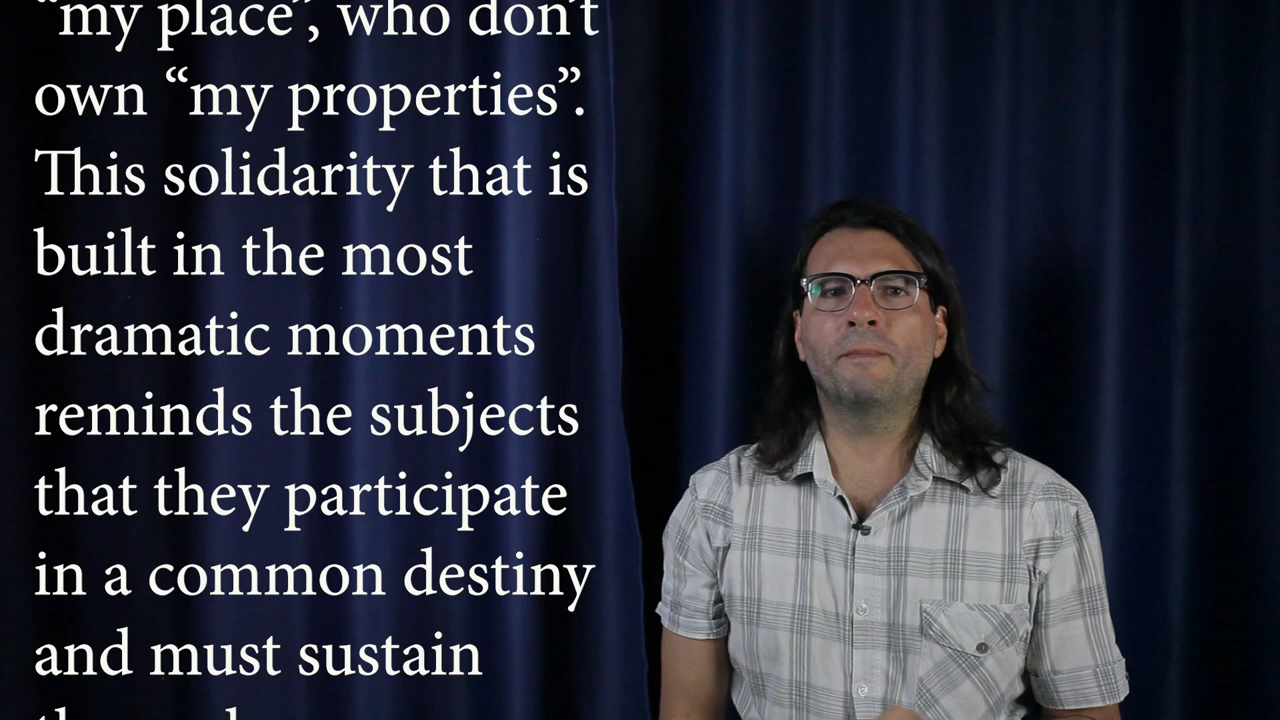 “my place”, who don’t
own “my properties”.
This solidarity that is
built in the most
dramatic moments
reminds the subjects
that they participate
in a common destiny
and must sustain